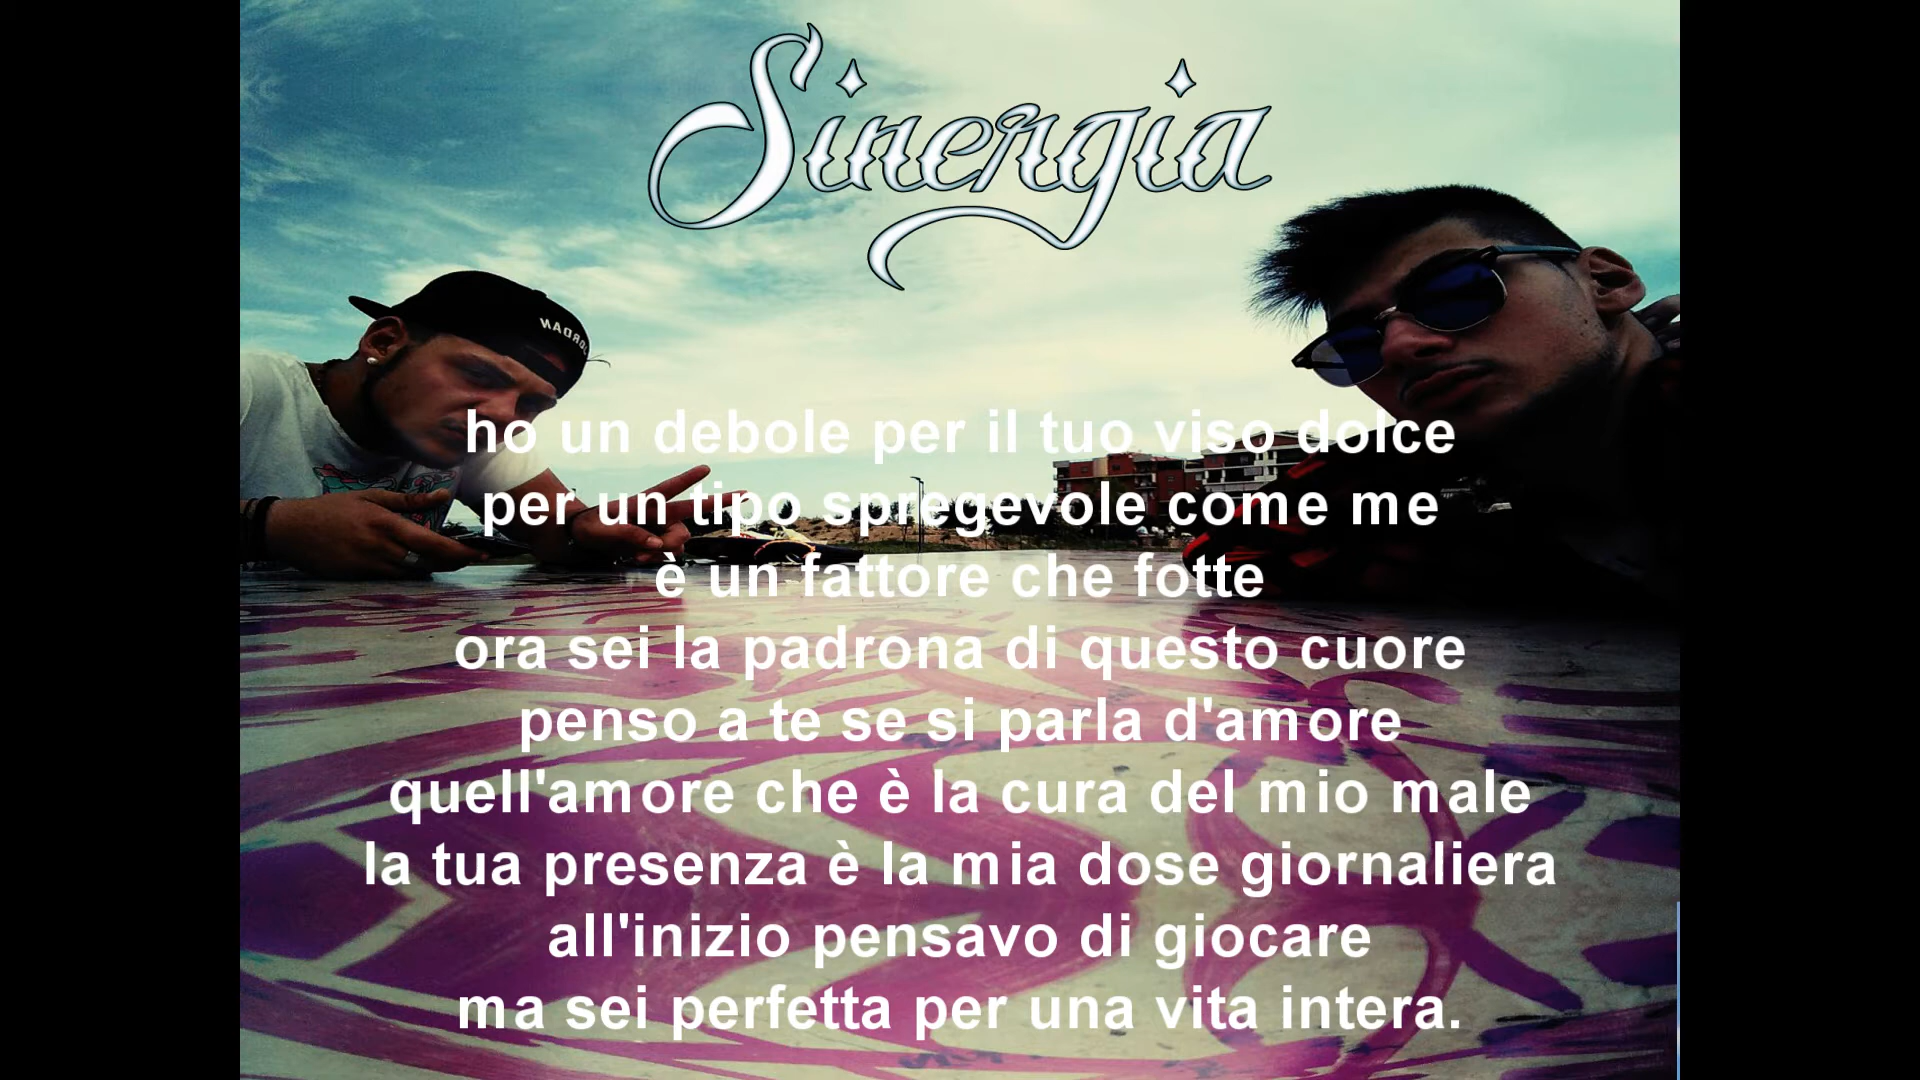 Sinergia
NADROJ
ho un debole per il tuo viso dolce
per un tipo spregevole come me
è un fattore che fotte
ora sei la padrona di questo cuore
penso a te se si parla d'amore
quell'amore che è la cura del mio male
la tua presenza è la mia dose giornaliera
all'inizio pensavo di giocare
ma sei perfetta per una vita intera.